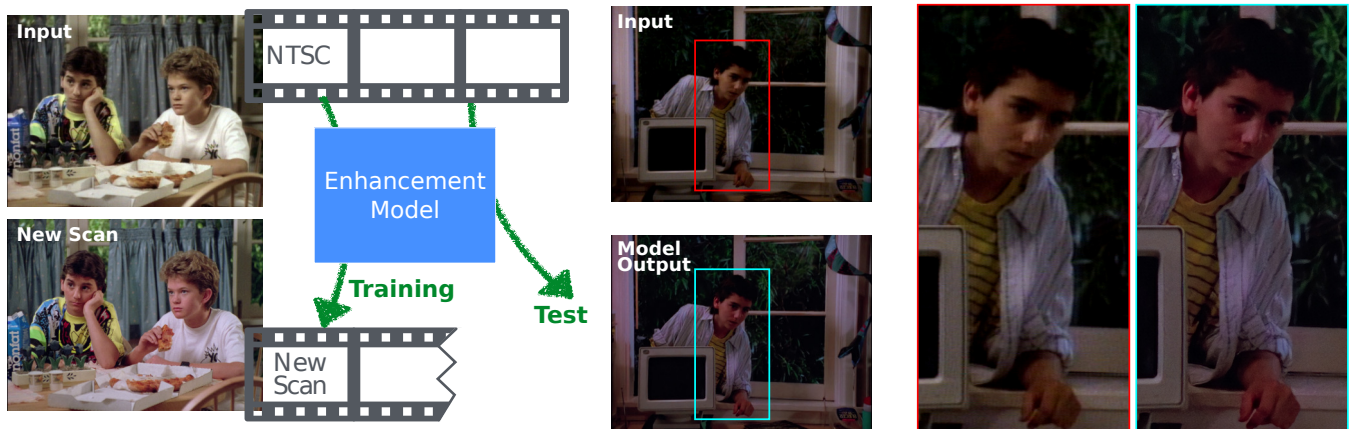 Input
NTSC
Enhancement
Model
New Scan
Training
Test
New
Scan
Input
Model
Output